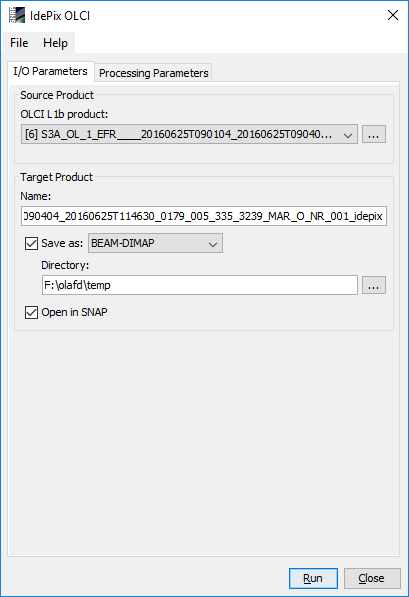 IdePix OLCI
File Help
I/O Parameters Processing Parameters
Source Product
OLCI L1b product:
[6] S3A_OL_1_EFR____20160625T090104_20160625T09040... ...
Target Product
Name:
090404_20160625T114630_0179_005_335_3239_MAR_O_NR_001_idepix
Save as: BEAM-DIMAP
Directory:
F:\olafd\temp ...
Open in SNAP
Run Close